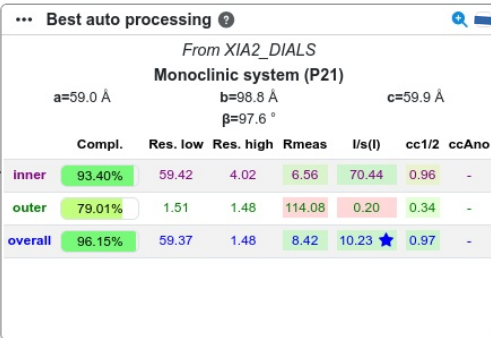 ••• Best auto processing ?
From XIA2_DIALS
Monoclinic system (P21)
a=59.0 Å b=98.8 Å c=59.9 Å
β=97.6 °
Compl. Res. low Res. high Rmeas I/s(I) cc1/2 ccAno
inner 93.40% 59.42 4.02 6.56 70.44 0.96 -
outer 79.01% 1.51 1.48 114.08 0.20 0.34 -
overall 96.15% 59.37 1.48 8.42 10.23 ★ 0.97 -